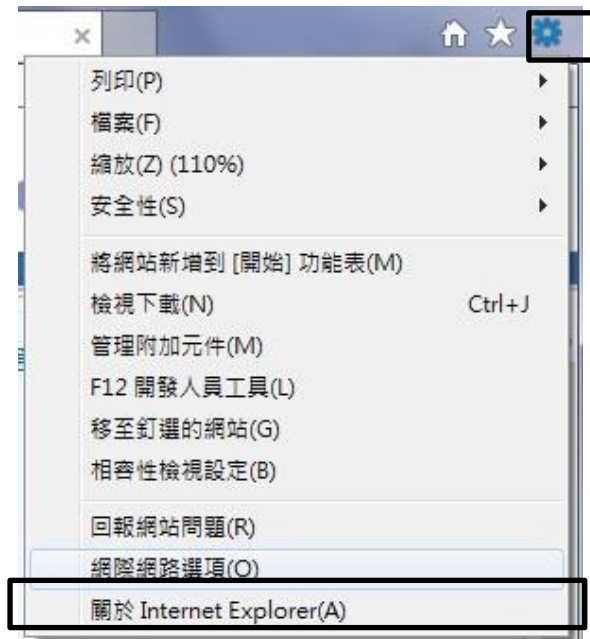 列印(P)
檔案(F)
縮放(Z) (110%)
安全性(S)
將網站新增到 [開始] 功能表(M)
檢視下載(N) Ctrl+J
管理附加元件(M)
F12 開發人員工具(L)
移至釘選的網站(G)
相容性檢視設定(B)
回報網站問題(R)
網際網路選項(O)
關於 Internet Explorer(A)